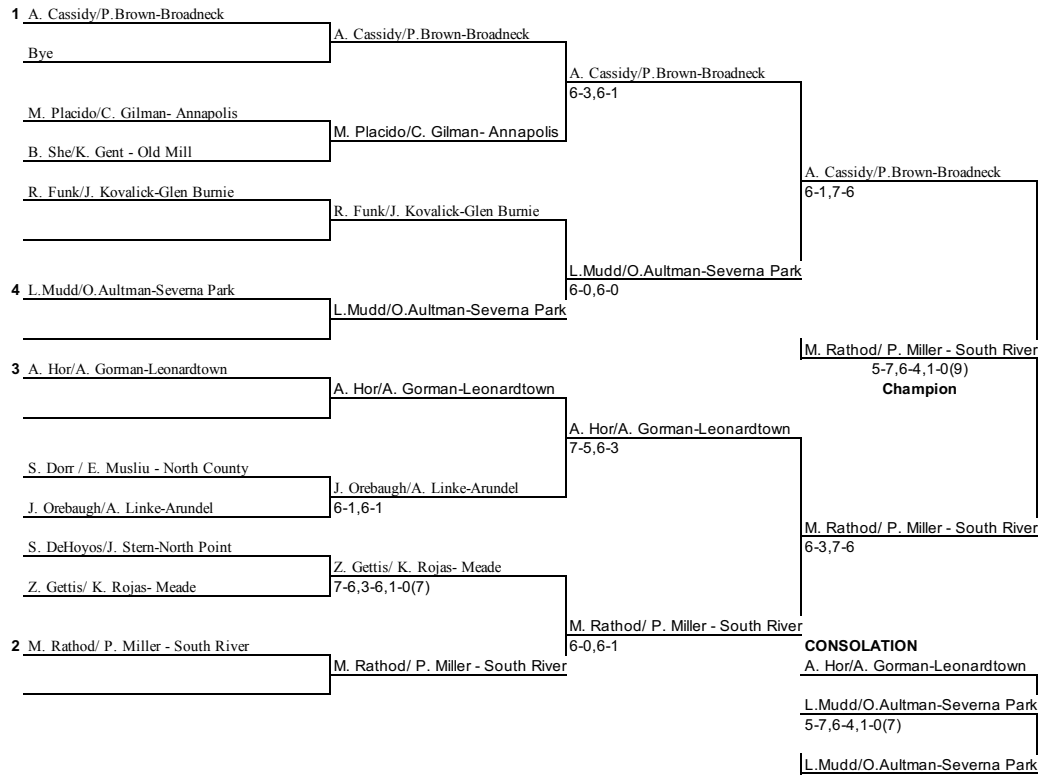 1 A. Cassidy/P.Brown-Broadneck
A. Cassidy/P.Brown-Broadneck
Bye
A. Cassidy/P.Brown-Broadneck
6-3,6-1
M. Placido/C. Gilman- Annapolis
M. Placido/C. Gilman- Annapolis
B. She/K. Gent - Old Mill
A. Cassidy/P.Brown-Broadneck
6-1,7-6
R. Funk/J. Kovalick-Glen Burnie
R. Funk/J. Kovalick-Glen Burnie
L.Mudd/O.Aultman-Severna Park
6-0,6-0
4 L.Mudd/O.Aultman-Severna Park
L.Mudd/O.Aultman-Severna Park
M. Rathod/ P. Miller - South River
5-7,6-4,1-0(9)
Champion
3 A. Hor/A. Gorman-Leonardtown
A. Hor/A. Gorman-Leonardtown
A. Hor/A. Gorman-Leonardtown
7-5,6-3
S. Dorr / E. Musliu - North County
J. Orebaugh/A. Linke-Arundel
6-1,6-1
J. Orebaugh/A. Linke-Arundel
M. Rathod/ P. Miller - South River
6-3,7-6
S. DeHoyos/J. Stern-North Point
Z. Gettis/ K. Rojas- Meade
7-6,3-6,1-0(7)
Z. Gettis/ K. Rojas- Meade
M. Rathod/ P. Miller - South River
6-0,6-1
2 M. Rathod/ P. Miller - South River
M. Rathod/ P. Miller - South River
CONSOLATION
A. Hor/A. Gorman-Leonardtown
L.Mudd/O.Aultman-Severna Park
5-7,6-4,1-0(7)
L.Mudd/O.Aultman-Severna Park